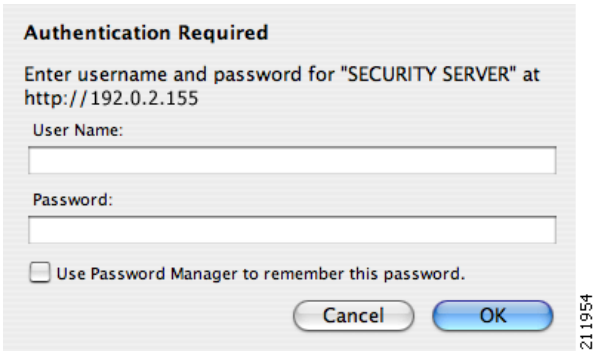 Authentication Required
Enter username and password for "SECURITY SERVER" at
http://192.0.2.155
User Name:
Password:
Use Password Manager to remember this password.
Cancel
OK
211954